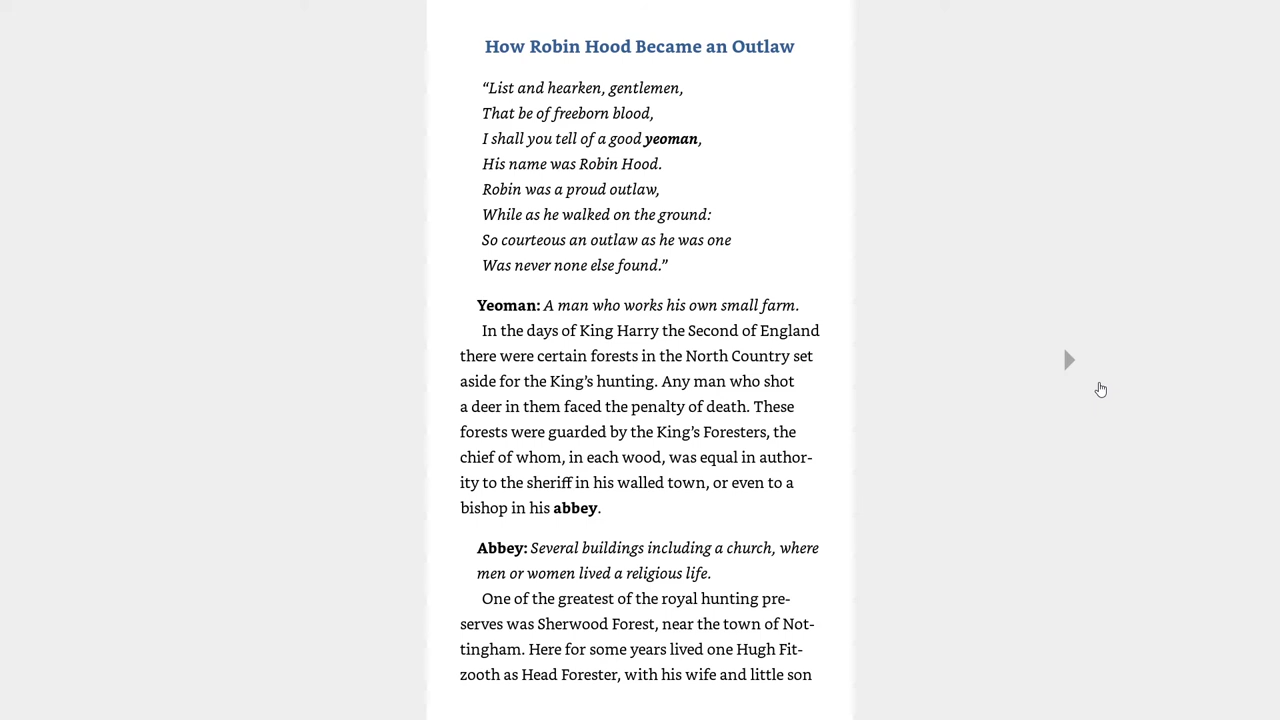 How Robin Hood Became an Outlaw
“List and hearken, gentlemen,
That be of freeborn blood,
I shall you tell of a good yeoman,
His name was Robin Hood.
Robin was a proud outlaw,
While as he walked on the ground:
So courteous an outlaw as he was one
Was never none else found.”
Yeoman: A man who works his own small farm.
In the days of King Harry the Second of England
there were certain forests in the North Country set
aside for the King’s hunting. Any man who shot
a deer in them faced the penalty of death. These
forests were guarded by the King’s Foresters, the
chief of whom, in each wood, was equal in author-
ity to the sheriff in his walled town, or even to a
bishop in his abbey.
Abbey: Several buildings including a church, where
men or women lived a religious life.
One of the greatest of the royal hunting pre-
serves was Sherwood Forest, near the town of Not-
tingham. Here for some years lived one Hugh Fit-
zooth as Head Forester, with his wife and little son